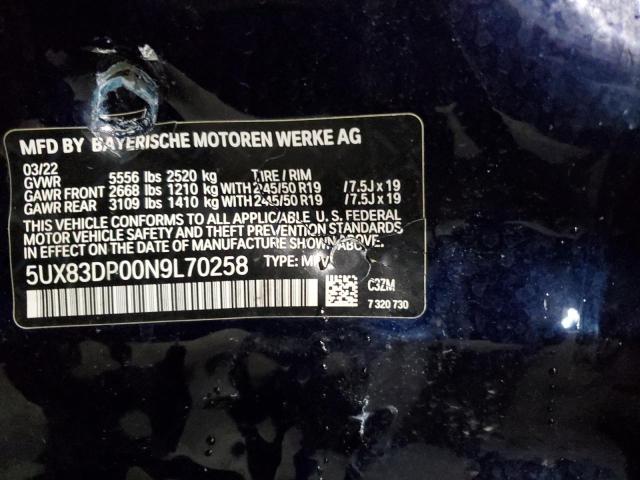 MFD BY BAYERISCHE MOTOREN WERKE AG
03/22
GVWR 5556 lbs 2520 kg TIRE / RIM
GAWR FRONT 2668 lbs 1210 kg WITH 245/50 R19 / 7.5J x 19
GAWR REAR 3109 lbs 1410 kg WITH 245/50 R19 / 7.5J x 19
THIS VEHICLE CONFORMS TO ALL APPLICABLE U. S. FEDERAL
MOTOR VEHICLE SAFETY AND THEFT PREVENTION STANDARDS
IN EFFECT ON THE DATE OF MANUFACTURE SHOWN ABOVE
5UX83DP00N9L70258 TYPE: MPV
C3ZM
7 320 730